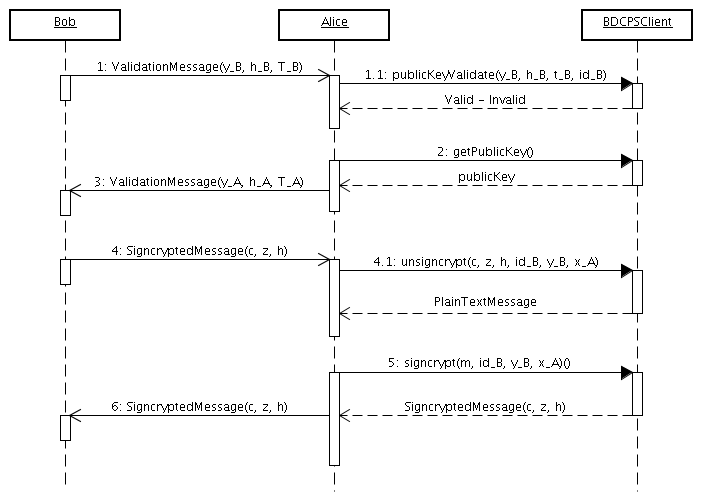 Bob
Alice
BDCPSClient
1: ValidationMessage(y_B, h_B, T_B)
1.1: publicKeyValidate(y_B, h_B, t_B, id_B)
Valid - Invalid
2: getPublicKey()
publicKey
3: ValidationMessage(y_A, h_A, T_A)
4: SigncryptedMessage(c, z, h)
4.1: unsigncrypt(c, z, h, id_B, y_B, x_A)
PlainTextMessage
5: signcrypt(m, id_B, y_B, x_A)()
6: SigncryptedMessage(c, z, h)
SigncryptedMessage(c, z, h)